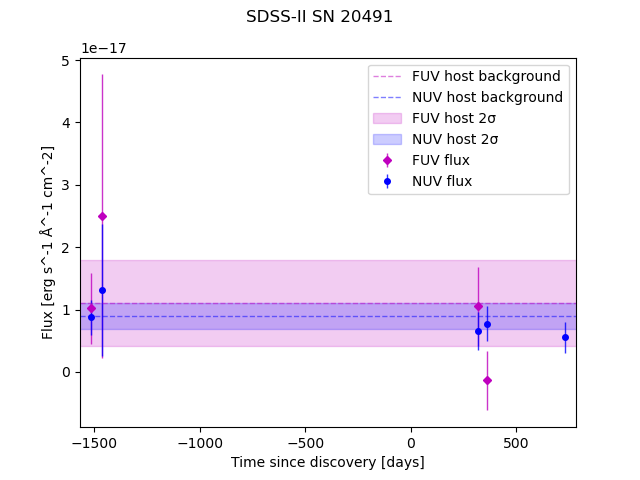 SDSS-II SN 20491
1e−17
5
4
3
2
1
0
Flux [erg s^-1 Å^-1 cm^-2]
FUV host background
NUV host background
FUV host 2σ
NUV host 2σ
FUV flux
NUV flux
−1500
−1000
−500
0
500
Time since discovery [days]